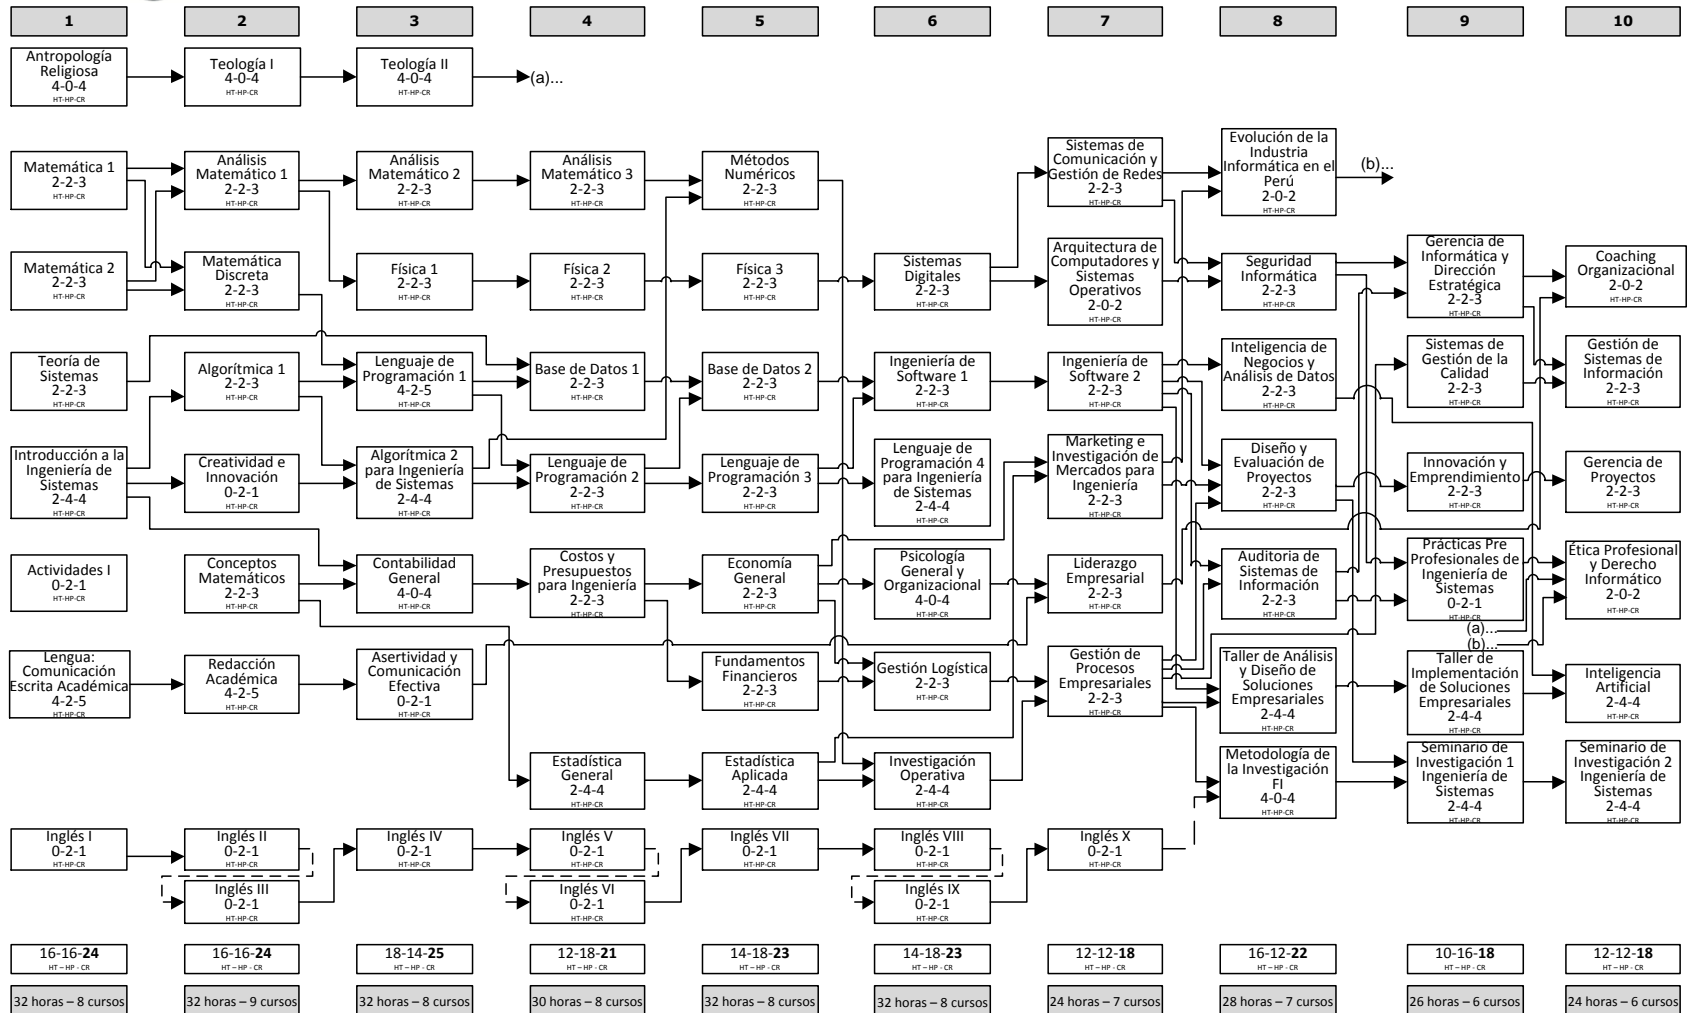 1
2
3
4
5
6
7
8
9
10
Antropología
Religiosa
4-0-4
HT-HP-CR
Teología I
4-0-4
HT-HP-CR
Teología II
4-0-4
HT-HP-CR
(a)...
Matemática 1
2-2-3
HT-HP-CR
Análisis
Matemático 1
2-2-3
HT-HP-CR
Análisis
Matemático 2
2-2-3
HT-HP-CR
Análisis
Matemático 3
2-2-3
HT-HP-CR
Métodos
Numéricos
2-2-3
HT-HP-CR
Sistemas de
Comunicación y
Gestión de Redes
2-2-3
HT-HP-CR
Evolución de la
Industria
Informática en el
Perú
2-0-2
HT-HP-CR
(b)...
Matemática 2
2-2-3
HT-HP-CR
Matemática
Discreta
2-2-3
HT-HP-CR
Física 1
2-2-3
HT-HP-CR
Física 2
2-2-3
HT-HP-CR
Física 3
2-2-3
HT-HP-CR
Sistemas
Digitales
2-2-3
HT-HP-CR
Arquitectura de
Computadores y
Sistemas
Operativos
2-0-2
HT-HP-CR
Seguridad
Informática
2-2-3
HT-HP-CR
Gerencia de
Informática y
Dirección
Estratégica
2-2-3
HT-HP-CR
Coaching
Organizacional
2-0-2
HT-HP-CR
Teoría de
Sistemas
2-2-3
HT-HP-CR
Algorítmica 1
2-2-3
HT-HP-CR
Lenguaje de
Programación 1
4-2-5
HT-HP-CR
Base de Datos 1
2-2-3
HT-HP-CR
Base de Datos 2
2-2-3
HT-HP-CR
Ingeniería de
Software 1
2-2-3
HT-HP-CR
Ingeniería de
Software 2
2-2-3
HT-HP-CR
Inteligencia de
Negocios y
Análisis de Datos
2-2-3
HT-HP-CR
Sistemas de
Gestión de la
Calidad
2-2-3
HT-HP-CR
Gestión de
Sistemas de
Información
2-2-3
HT-HP-CR
Introducción a la
Ingeniería de
Sistemas
2-4-4
HT-HP-CR
Creatividad e
Innovación
0-2-1
HT-HP-CR
Algorítmica 2
para Ingeniería
de Sistemas
2-4-4
HT-HP-CR
Lenguaje de
Programación 2
2-2-3
HT-HP-CR
Lenguaje de
Programación 3
2-2-3
HT-HP-CR
Lenguaje de
Programación 4
para Ingeniería
de Sistemas
2-4-4
HT-HP-CR
Marketing e
Investigación de
Mercados para
Ingeniería
2-2-3
HT-HP-CR
Diseño y
Evaluación de
Proyectos
2-2-3
HT-HP-CR
Innovación y
Emprendimiento
2-2-3
HT-HP-CR
Gerencia de
Proyectos
2-2-3
HT-HP-CR
Actividades I
0-2-1
HT-HP-CR
Conceptos
Matemáticos
2-2-3
HT-HP-CR
Contabilidad
General
4-0-4
HT-HP-CR
Costos y
Presupuestos
para Ingeniería
2-2-3
HT-HP-CR
Economía
General
2-2-3
HT-HP-CR
Psicología
General y
Organizacional
4-0-4
HT-HP-CR
Liderazgo
Empresarial
2-2-3
HT-HP-CR
Auditoria de
Sistemas de
Información
2-2-3
HT-HP-CR
Prácticas Pre
Profesionales de
Ingeniería de
Sistemas
0-2-1
HT-HP-CR
Ética Profesional
y Derecho
Informático
2-0-2
HT-HP-CR
(a)...
(b)...
Lengua:
Comunicación
Escrita Académica
4-2-5
HT-HP-CR
Redacción
Académica
4-2-5
HT-HP-CR
Asertividad y
Comunicación
Efectiva
0-2-1
HT-HP-CR
Fundamentos
Financieros
2-2-3
HT-HP-CR
Gestión Logística
2-2-3
HT-HP-CR
Gestión de
Procesos
Empresariales
2-2-3
HT-HP-CR
Taller de Análisis
y Diseño de
Soluciones
Empresariales
2-4-4
HT-HP-CR
Taller de
Implementación
de Soluciones
Empresariales
2-4-4
HT-HP-CR
Inteligencia
Artificial
2-4-4
HT-HP-CR
Estadística
General
2-4-4
HT-HP-CR
Estadística
Aplicada
2-4-4
HT-HP-CR
Investigación
Operativa
2-4-4
HT-HP-CR
Metodología de
la Investigación
FI
4-0-4
HT-HP-CR
Seminario de
Investigación 1
Ingeniería de
Sistemas
2-4-4
HT-HP-CR
Seminario de
Investigación 2
Ingeniería de
Sistemas
2-4-4
HT-HP-CR
Inglés I
0-2-1
HT-HP-CR
Inglés II
0-2-1
HT-HP-CR
Inglés IV
0-2-1
HT-HP-CR
Inglés V
0-2-1
HT-HP-CR
Inglés VII
0-2-1
HT-HP-CR
Inglés VIII
0-2-1
HT-HP-CR
Inglés X
0-2-1
HT-HP-CR
Inglés III
0-2-1
HT-HP-CR
Inglés VI
0-2-1
HT-HP-CR
Inglés IX
0-2-1
HT-HP-CR
16-16-24
HT – HP - CR
16-16-24
HT – HP - CR
18-14-25
HT – HP - CR
12-18-21
HT – HP - CR
14-18-23
HT – HP - CR
14-18-23
HT – HP - CR
12-12-18
HT – HP - CR
16-12-22
HT – HP - CR
10-16-18
HT – HP - CR
12-12-18
HT – HP - CR
32 horas – 8 cursos
32 horas – 9 cursos
32 horas – 8 cursos
30 horas – 8 cursos
32 horas – 8 cursos
32 horas – 8 cursos
24 horas – 7 cursos
28 horas – 7 cursos
26 horas – 6 cursos
24 horas – 6 cursos